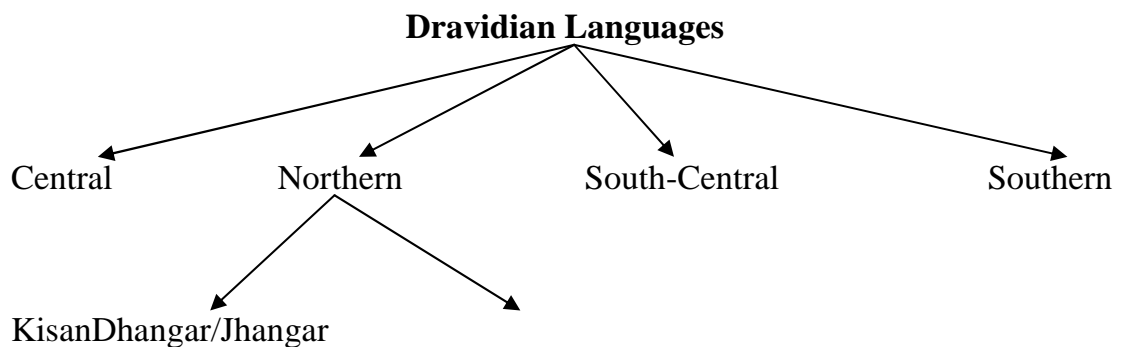 Dravidian Languages
Central Northern South-Central Southern
KisanDhangar/Jhangar